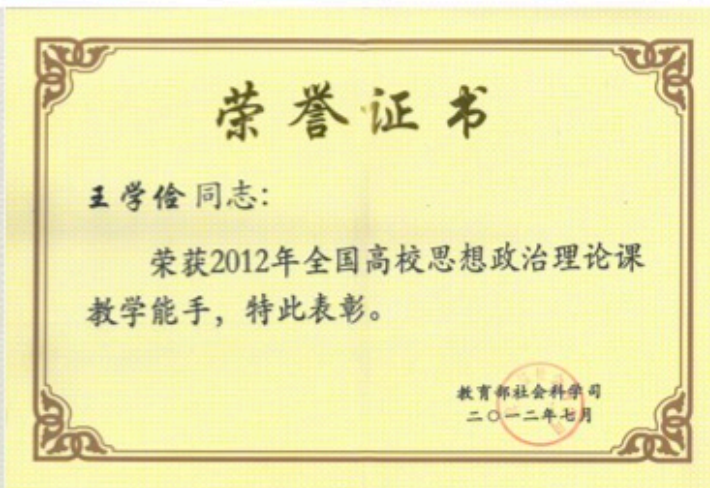 荣誉证书
王学俭同志：
荣获2012年全国高校思想政治理论课
教学能手，特此表彰。
教育部社会科学司
二〇一二年七月